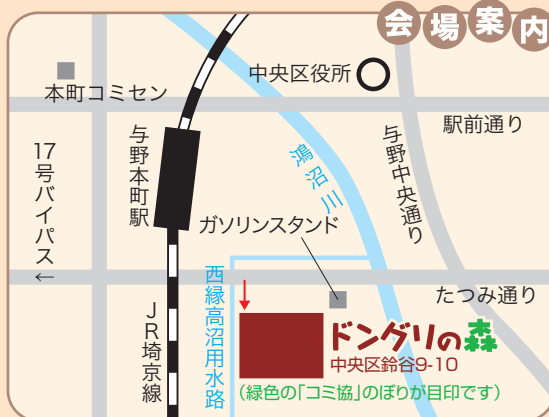 会場案内
中央区役所
本町コミセン
駅前通り
与野本町駅
17号バイパス←
鴻沼川
与野中央通り
ガソリンスタンド
西縁高沼用水路
たつみ通り
JR埼京線
ドングリの森
中央区鈴谷9-10
(緑色の「コミ協」のぼりが目印です)